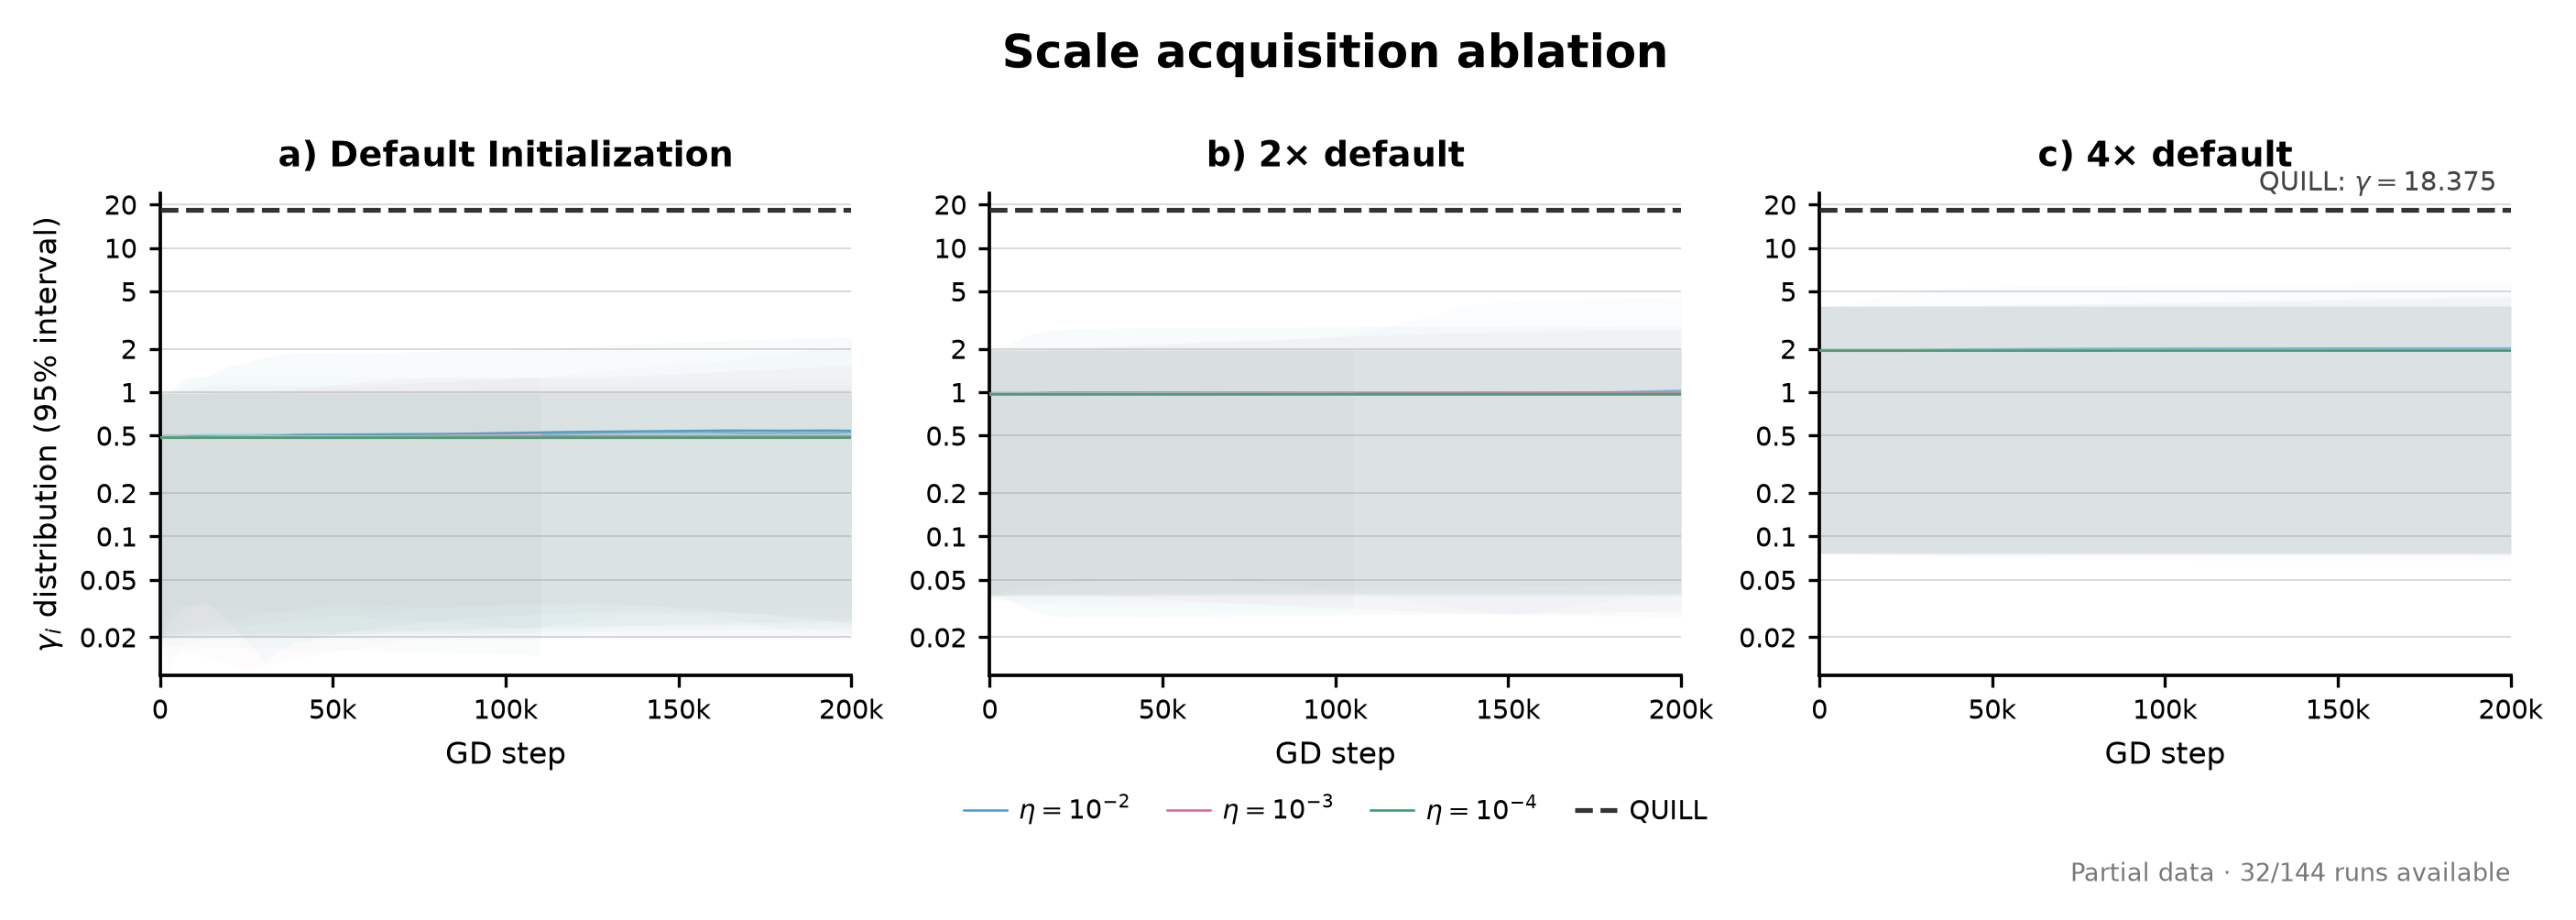 Scale acquisition ablation
a) Default Initialization
b) 2× default
c) 4× default
QUILL: γ = 18.375
γᵢ distribution (95% interval)
20
10
5
2
1
0.5
0.2
0.1
0.05
0.02
0
50k
100k
150k
200k
GD step
20
10
5
2
1
0.5
0.2
0.1
0.05
0.02
0
50k
100k
150k
200k
GD step
20
10
5
2
1
0.5
0.2
0.1
0.05
0.02
0
50k
100k
150k
200k
GD step
η = 10⁻² η = 10⁻³ η = 10⁻⁴ QUILL
Partial data · 32/144 runs available